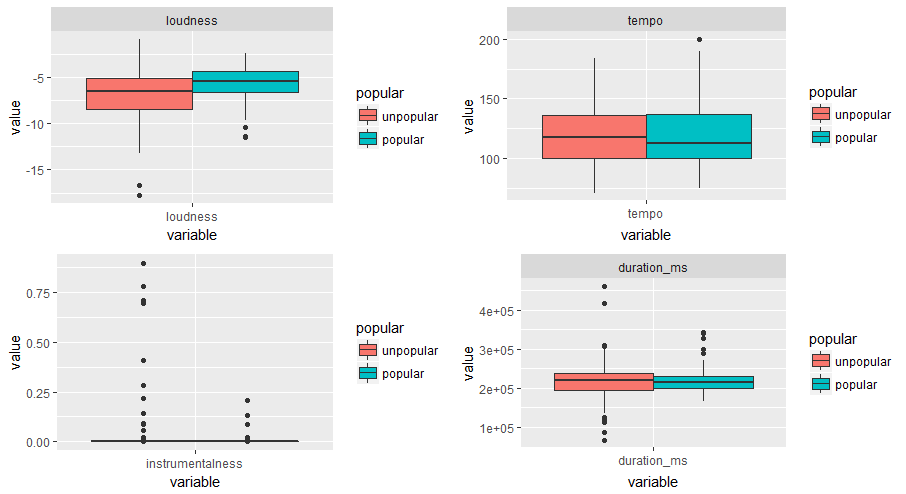 loudness
value
-5
-10
-15
loudness
variable
popular
unpopular
popular
tempo
value
200
150
100
tempo
variable
popular
unpopular
popular
value
0.75
0.50
0.25
0.00
instrumentalness
variable
popular
unpopular
popular
duration_ms
value
4e+05
3e+05
2e+05
1e+05
duration_ms
variable
popular
unpopular
popular